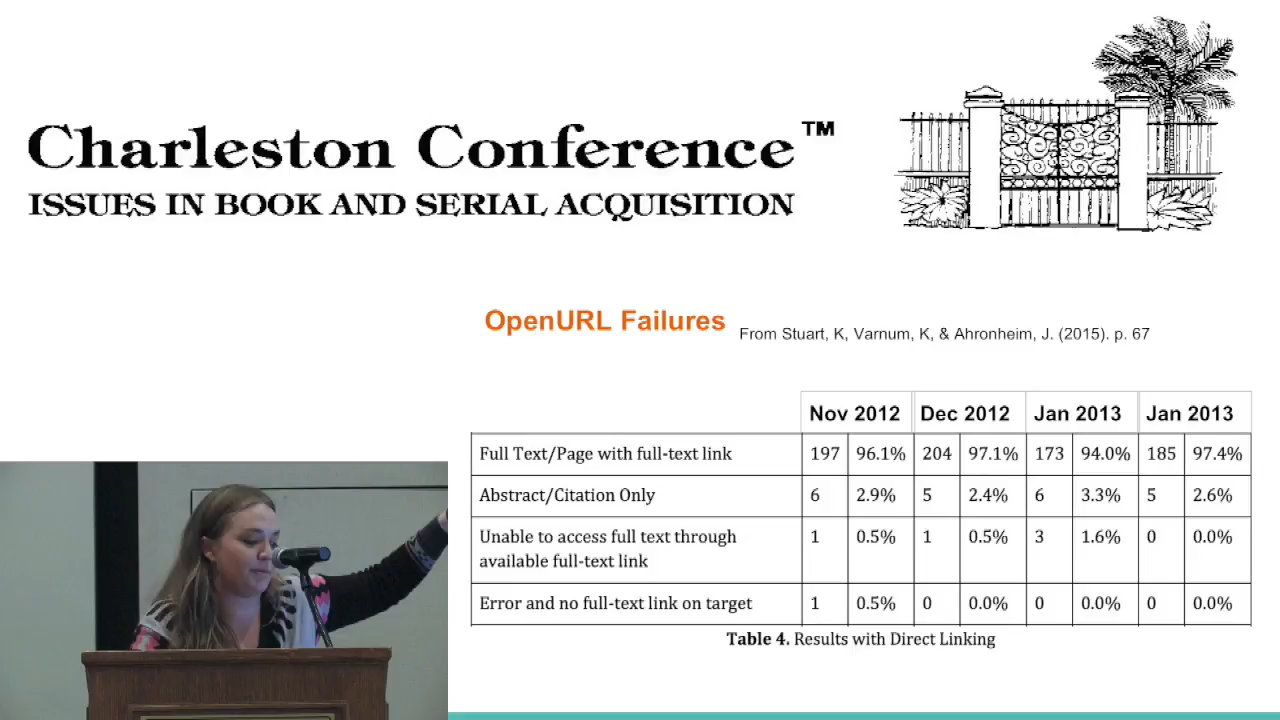 Charleston Conference™
ISSUES IN BOOK AND SERIAL ACQUISITION
OpenURL Failures From Stuart, K, Varnum, K, & Ahronheim, J. (2015). p. 67
Nov 2012 Dec 2012 Jan 2013 Jan 2013
Full Text/Page with full-text link 197 96.1% 204 97.1% 173 94.0% 185 97.4%
Abstract/Citation Only 6 2.9% 5 2.4% 6 3.3% 5 2.6%
Unable to access full text through 1 0.5% 1 0.5% 3 1.6% 0 0.0%
available full-text link
Error and no full-text link on target 1 0.5% 0 0.0% 0 0.0% 0 0.0%
Table 4. Results with Direct Linking